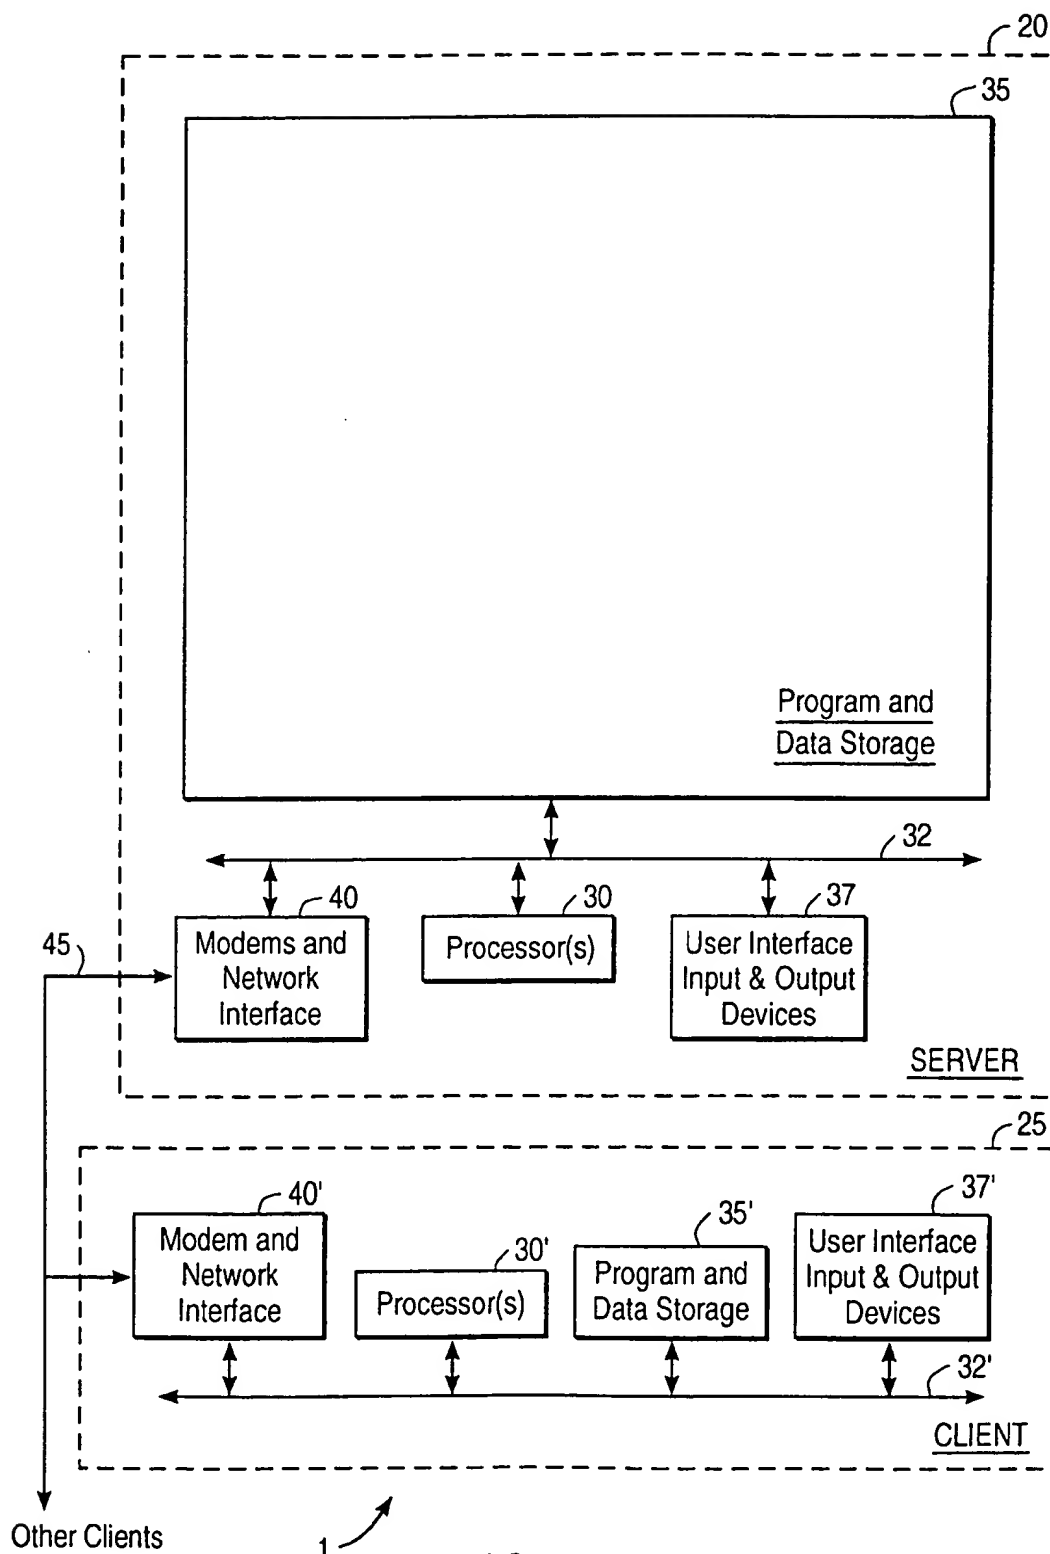 20
35
Program and
Data Storage
32
40
30
37
45
Modems and
Network
Interface
Processor(s)
User Interface
Input & Output
Devices
SERVER
25
40'
30'
35'
37'
Modem and
Network
Interface
Processor(s)
Program and
Data Storage
User Interface
Input & Output
Devices
32'
CLIENT
Other Clients
1